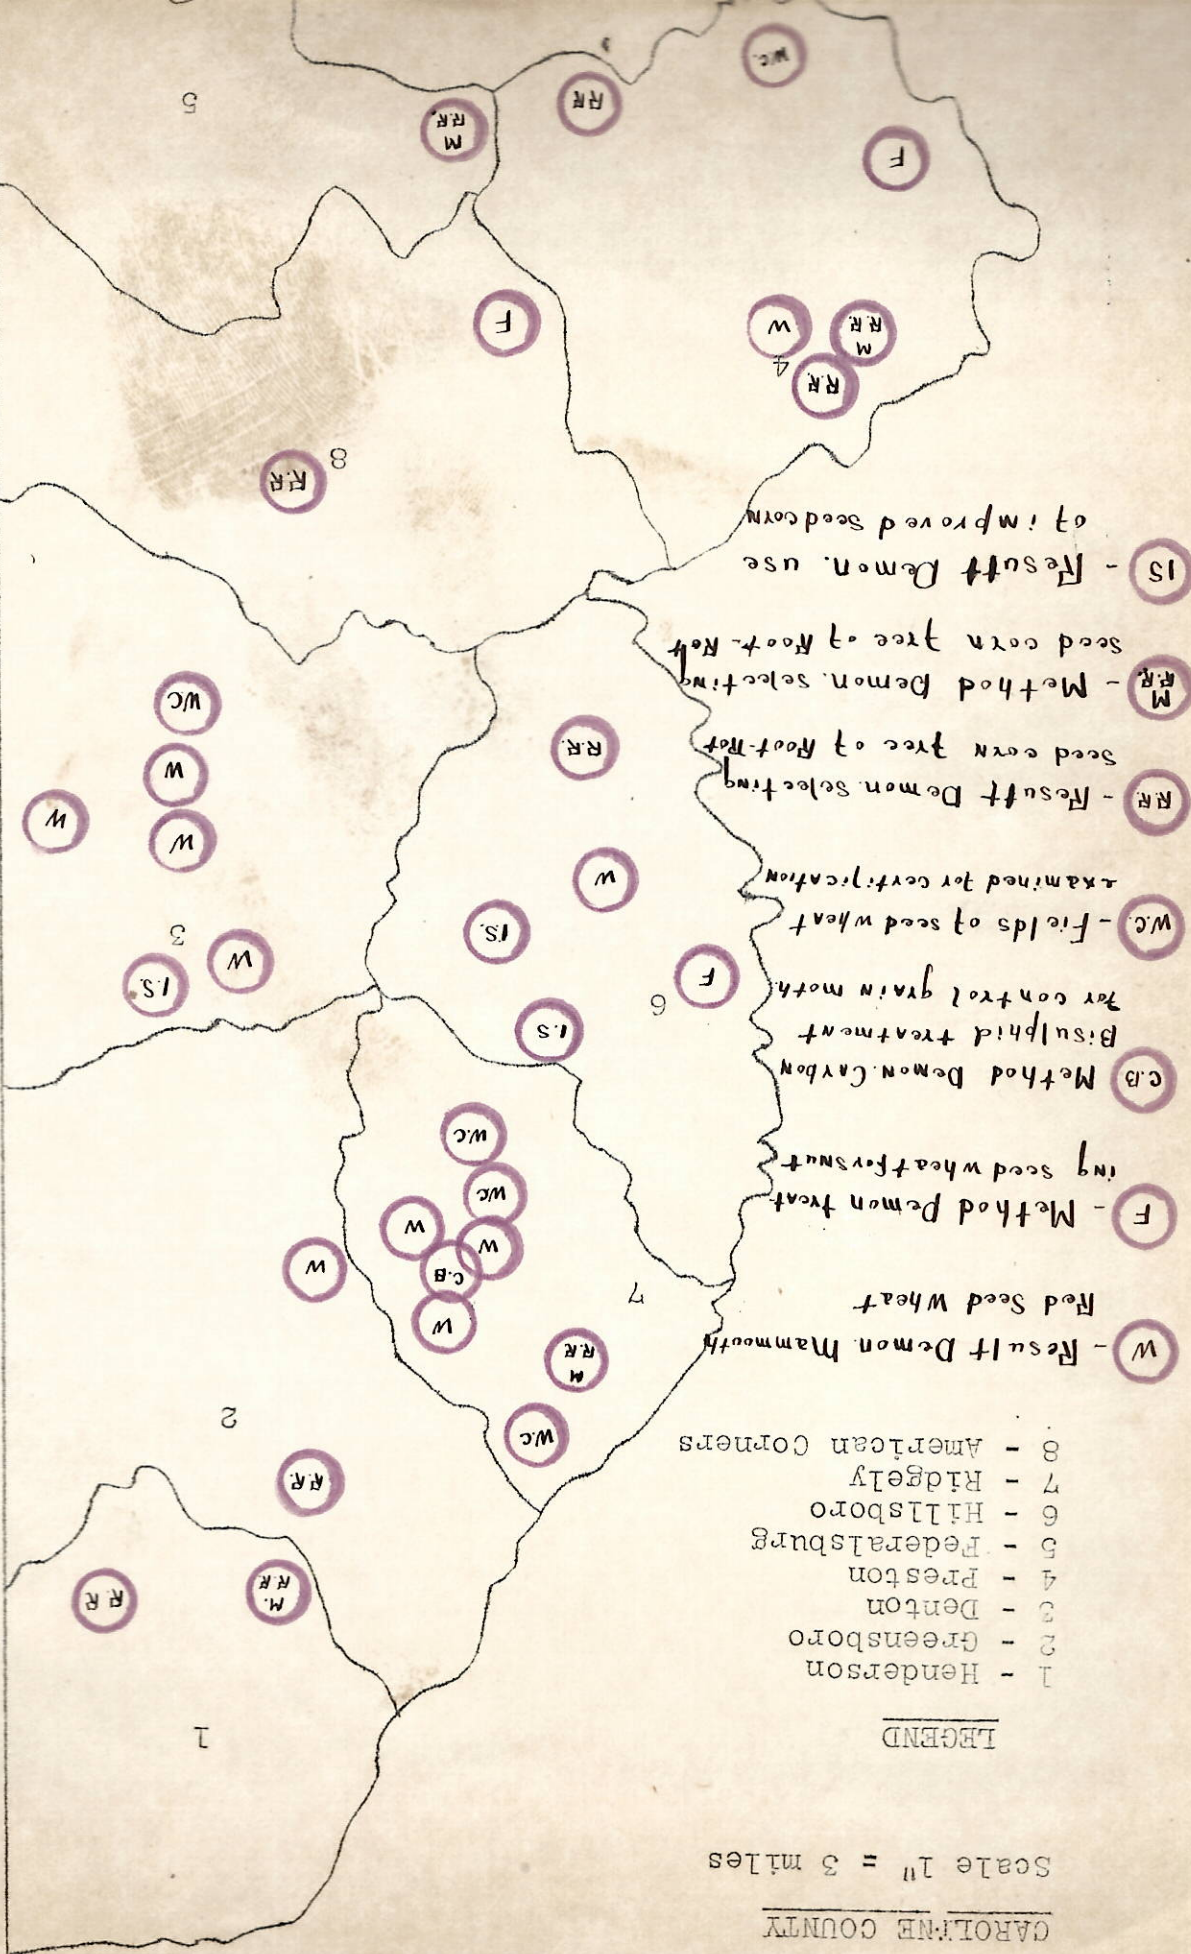 CAROLINE COUNTY
Scale 1" = 3 miles
LEGEND
1 - Henderson
2 - Greensboro
3 - Denton
4 - Preston
5 - Federalsburg
6 - Hillsboro
7 - Ridgely
8 - American Corners
W - Result Demon. Mammouth
Red Seed Wheat
F - Method Demon treat-
ing seed wheat for smut
C.B Method Demon. Carbon
Bisulphid treatment
for control grain moth.
W.C. - Fields of seed wheat
examined for certification
R.R - Result Demon. selecting
seed corn free of Root-Rot
M
R.R. - Method Demon. selecting
seed corn free of Root-Rot
IS - Result Demon. use
of improved seed corn
1
M.
R.R
R.R
R.R.
2
W.C
M
R.R
7
W
C.B
W
W
W
W.C
W.C.
I.S
6
F
I.S.
W
R.R.
I.S.
W
3
W
W
W
W.C
8
R.R.
F
4
R.R
M
R.R
W
F
W.C.
R.R
M
R.R.
5